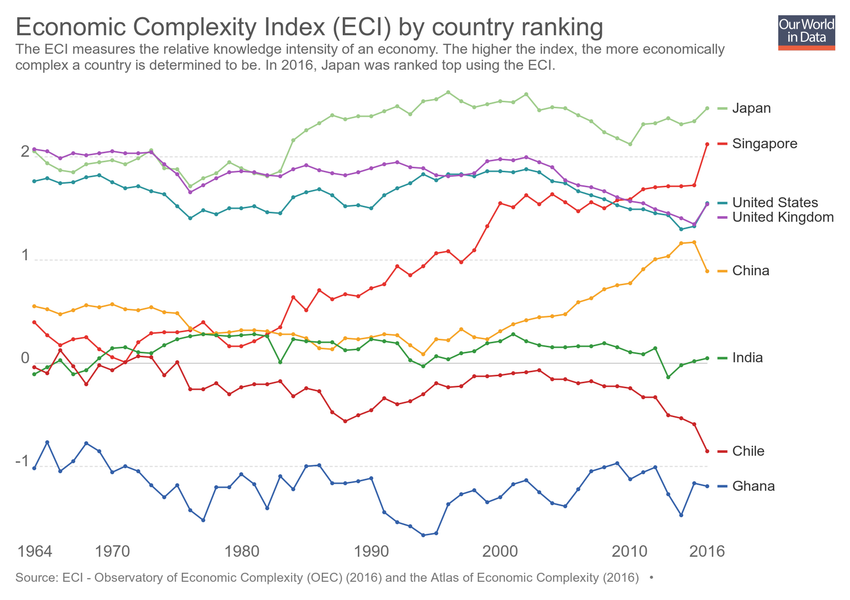 Economic Complexity Index (ECI) by country ranking
Our World
in Data
The ECI measures the relative knowledge intensity of an economy. The higher the index, the more economically
complex a country is determined to be. In 2016, Japan was ranked top using the ECI.
Japan
Singapore
2
United States
United Kingdom
1
China
0
India
Chile
-1
Ghana
1964 1970 1980 1990 2000 2010 2016
Source: ECI - Observatory of Economic Complexity (OEC) (2016) and the Atlas of Economic Complexity (2016) •